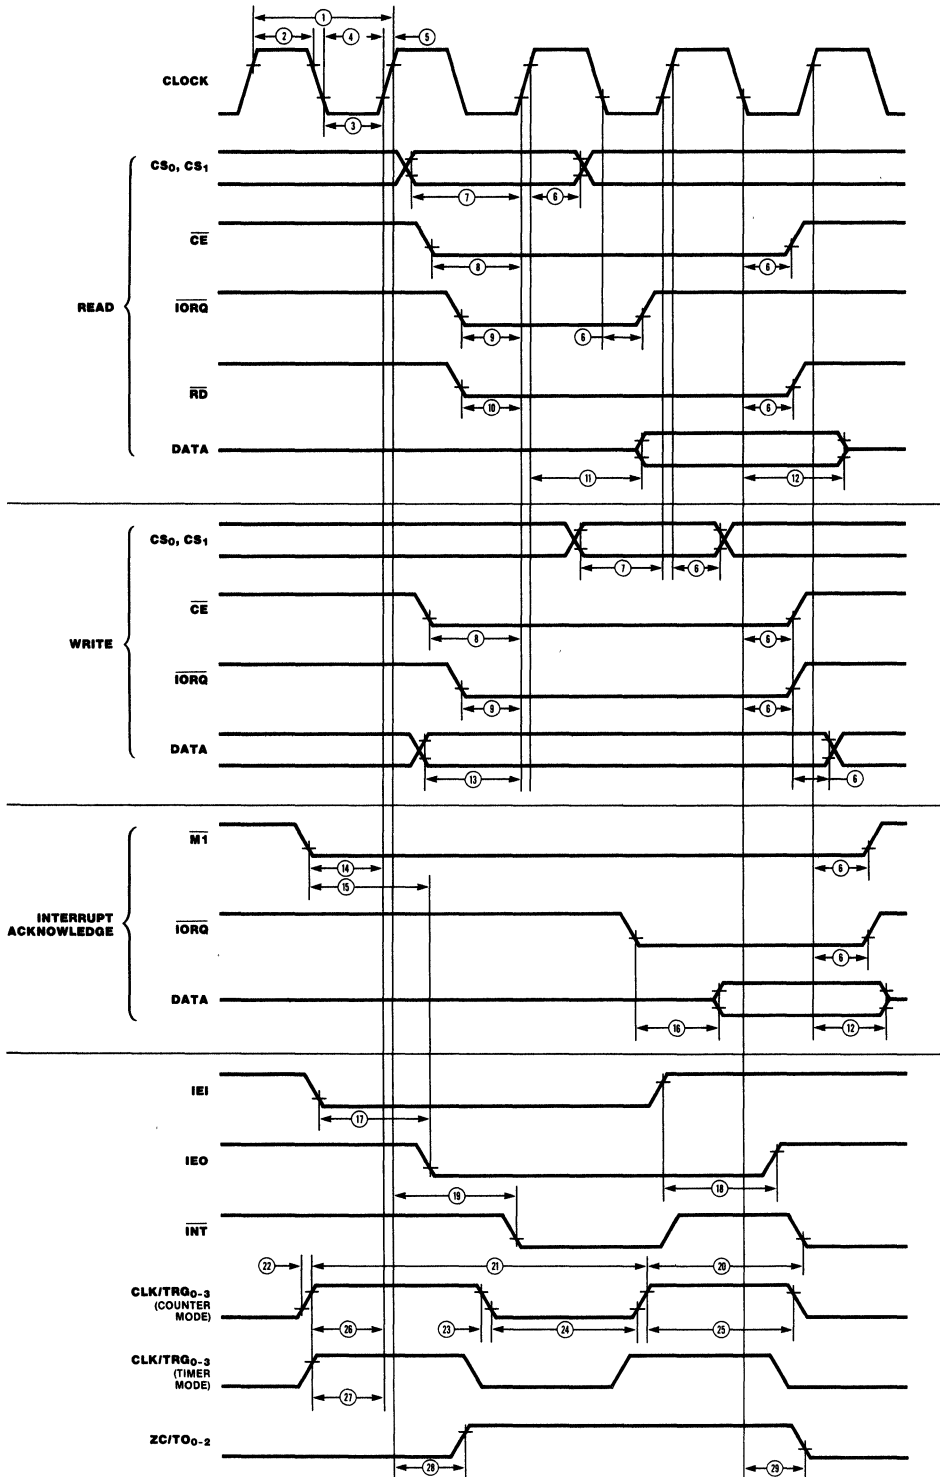 1
2 4 5
CLOCK
3
CS0, CS1
7 6
CE
8 6
READ
IORQ
9 6
RD
10 6
DATA
11 12
CS0, CS1
7 6
CE
8 6
WRITE
IORQ
9 6
DATA
13 6
M1
14 6
15
INTERRUPT
ACKNOWLEDGE
IORQ
6
DATA
16 12
IEI
17
IEO
19 18
INT
22 21 20
CLK/TRG0-3
(COUNTER
MODE)
26 23 24 25
CLK/TRG0-3
(TIMER
MODE)
27
ZC/TO0-2
28 29